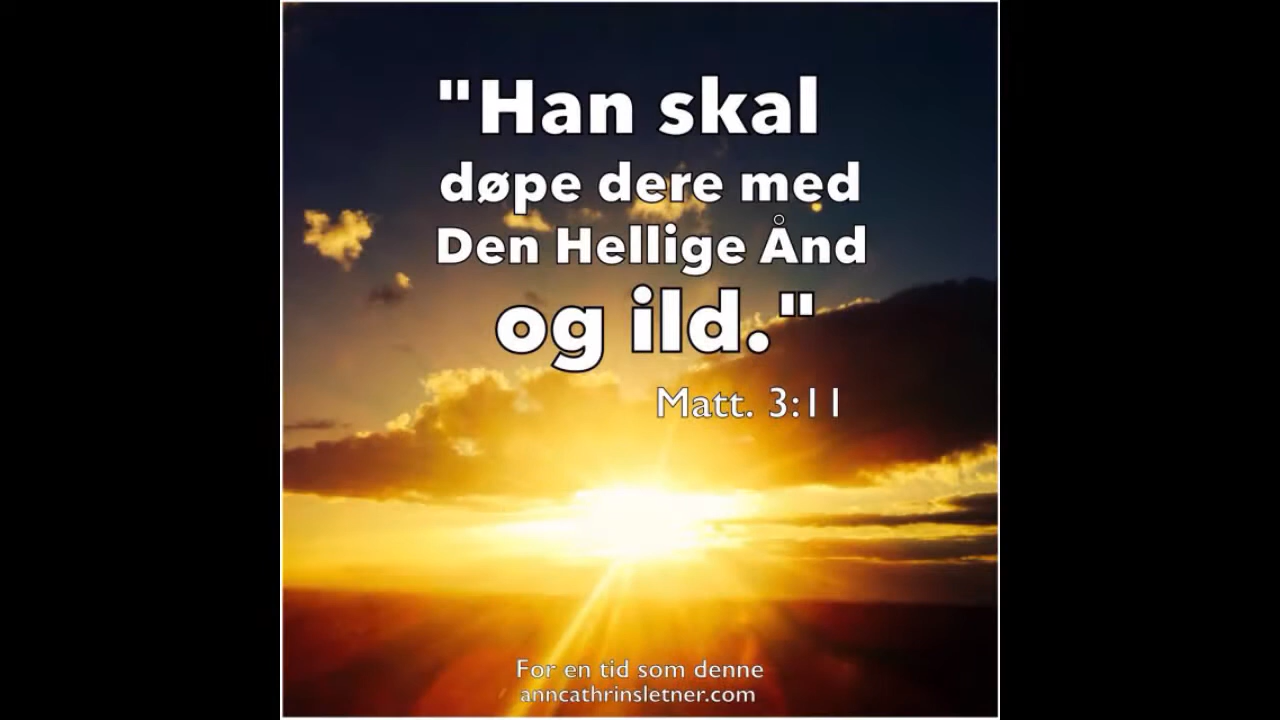 "Han skal
døpe dere med
Den Hellige Ånd
og ild."
Matt. 3:11
For en tid som denne
anncathrinsletner.com